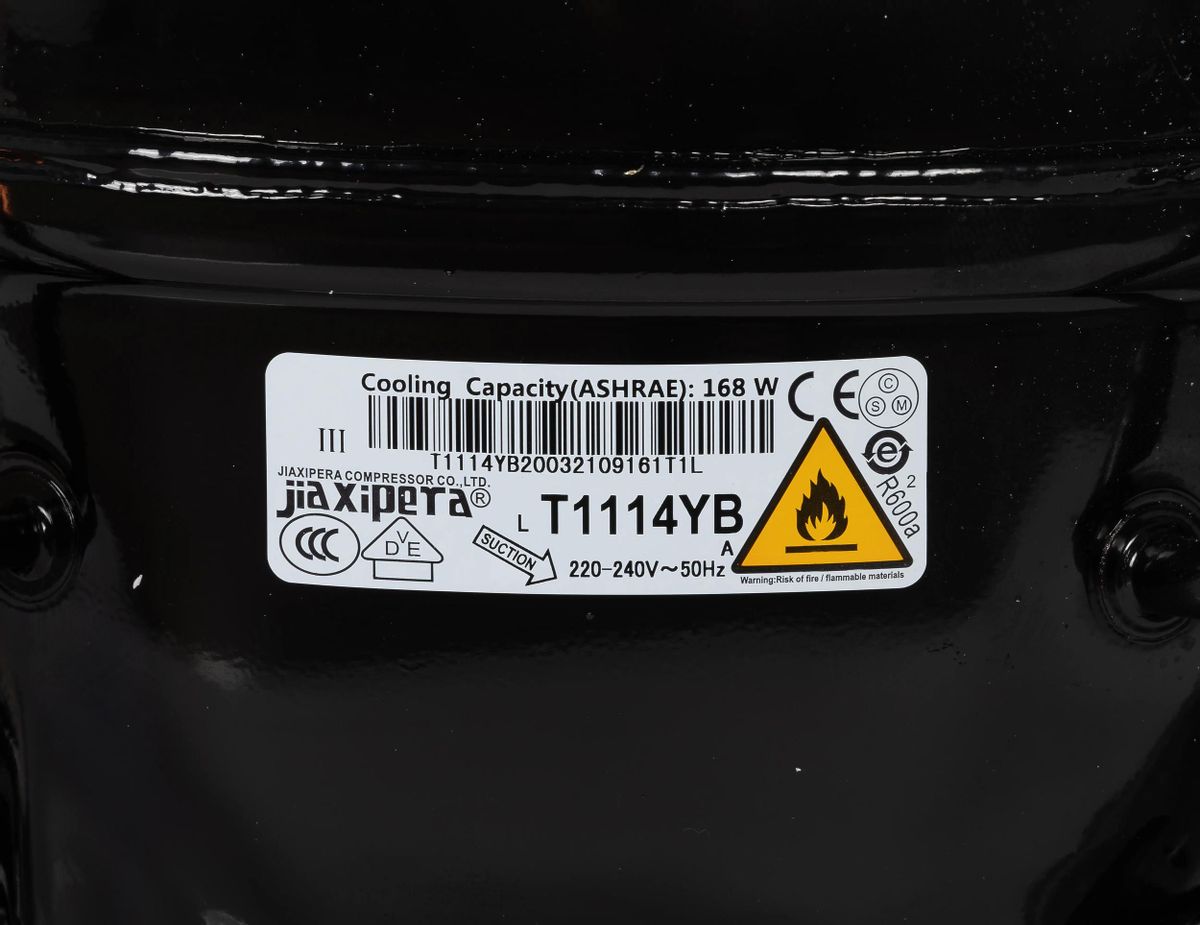 Cooling Capacity(ASHRAE): 168 W
CE
C
S M
III
T1114YB20032109161T1L
JIAXIPERA COMPRESSOR CO.,LTD.
jiaxipera®
L T1114YB
A
e 2
R600a
CCC
DVE
SUCTION
220-240V~50Hz
Warning:Risk of fire / flammable materials